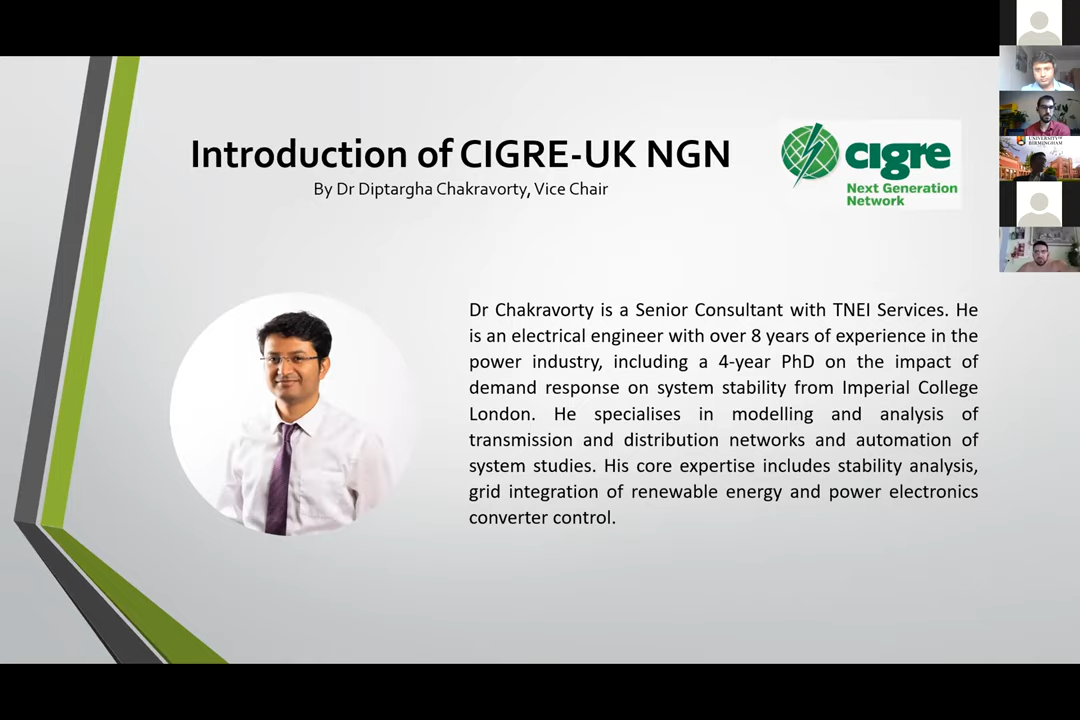 Introduction of CIGRE-UK NGN
By Dr Diptargha Chakravorty, Vice Chair
cigre
Next Generation
Network
UNIVERSITY OF
BIRMINGHAM
Dr Chakravorty is a Senior Consultant with TNEI Services. He
is an electrical engineer with over 8 years of experience in the
power industry, including a 4-year PhD on the impact of
demand response on system stability from Imperial College
London. He specialises in modelling and analysis of
transmission and distribution networks and automation of
system studies. His core expertise includes stability analysis,
grid integration of renewable energy and power electronics
converter control.